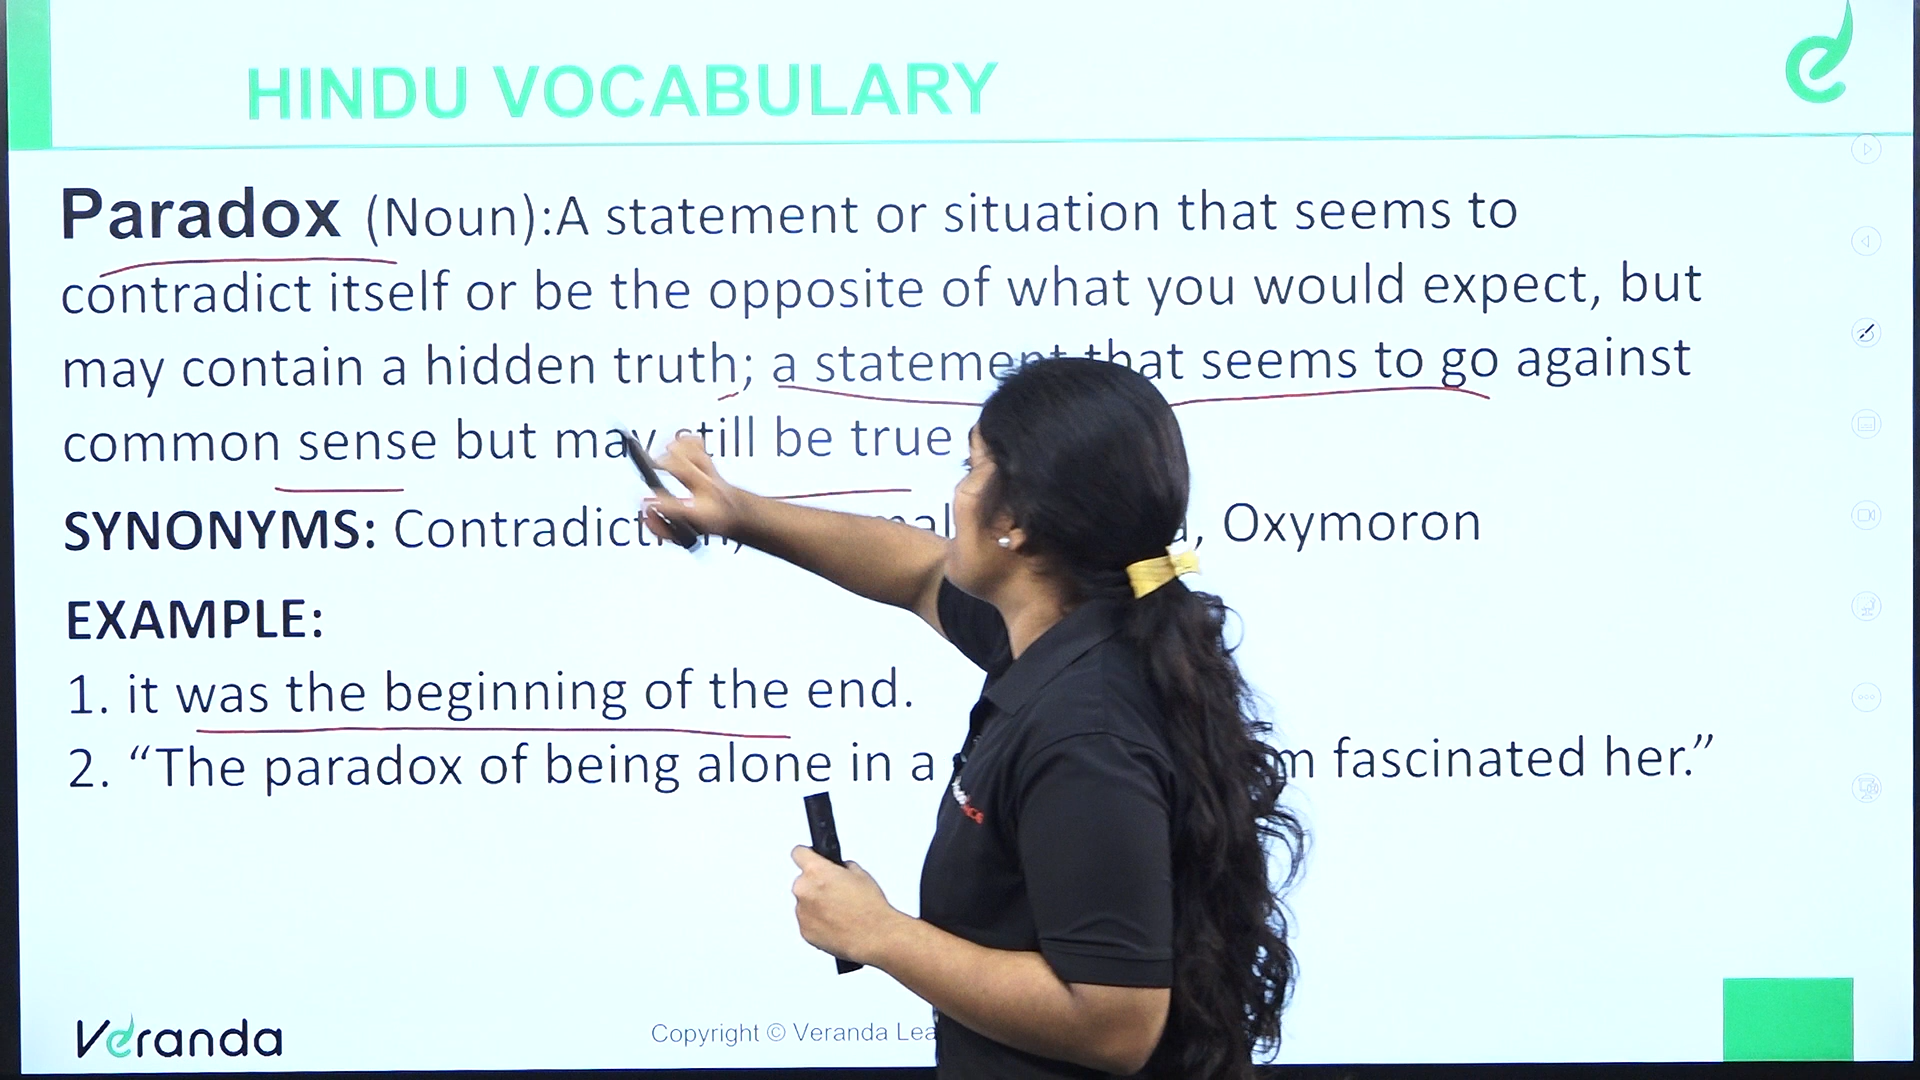 HINDU VOCABULARY
Paradox (Noun):A statement or situation that seems to
contradict itself or be the opposite of what you would expect, but
may contain a hidden truth; a statement that seems to go against
common sense but may still be true
SYNONYMS: Contradiction, Oxymoron
EXAMPLE:
1. it was the beginning of the end.
2. “The paradox of being alone in a fascinated her.”
Veranda
Copyright © Veranda